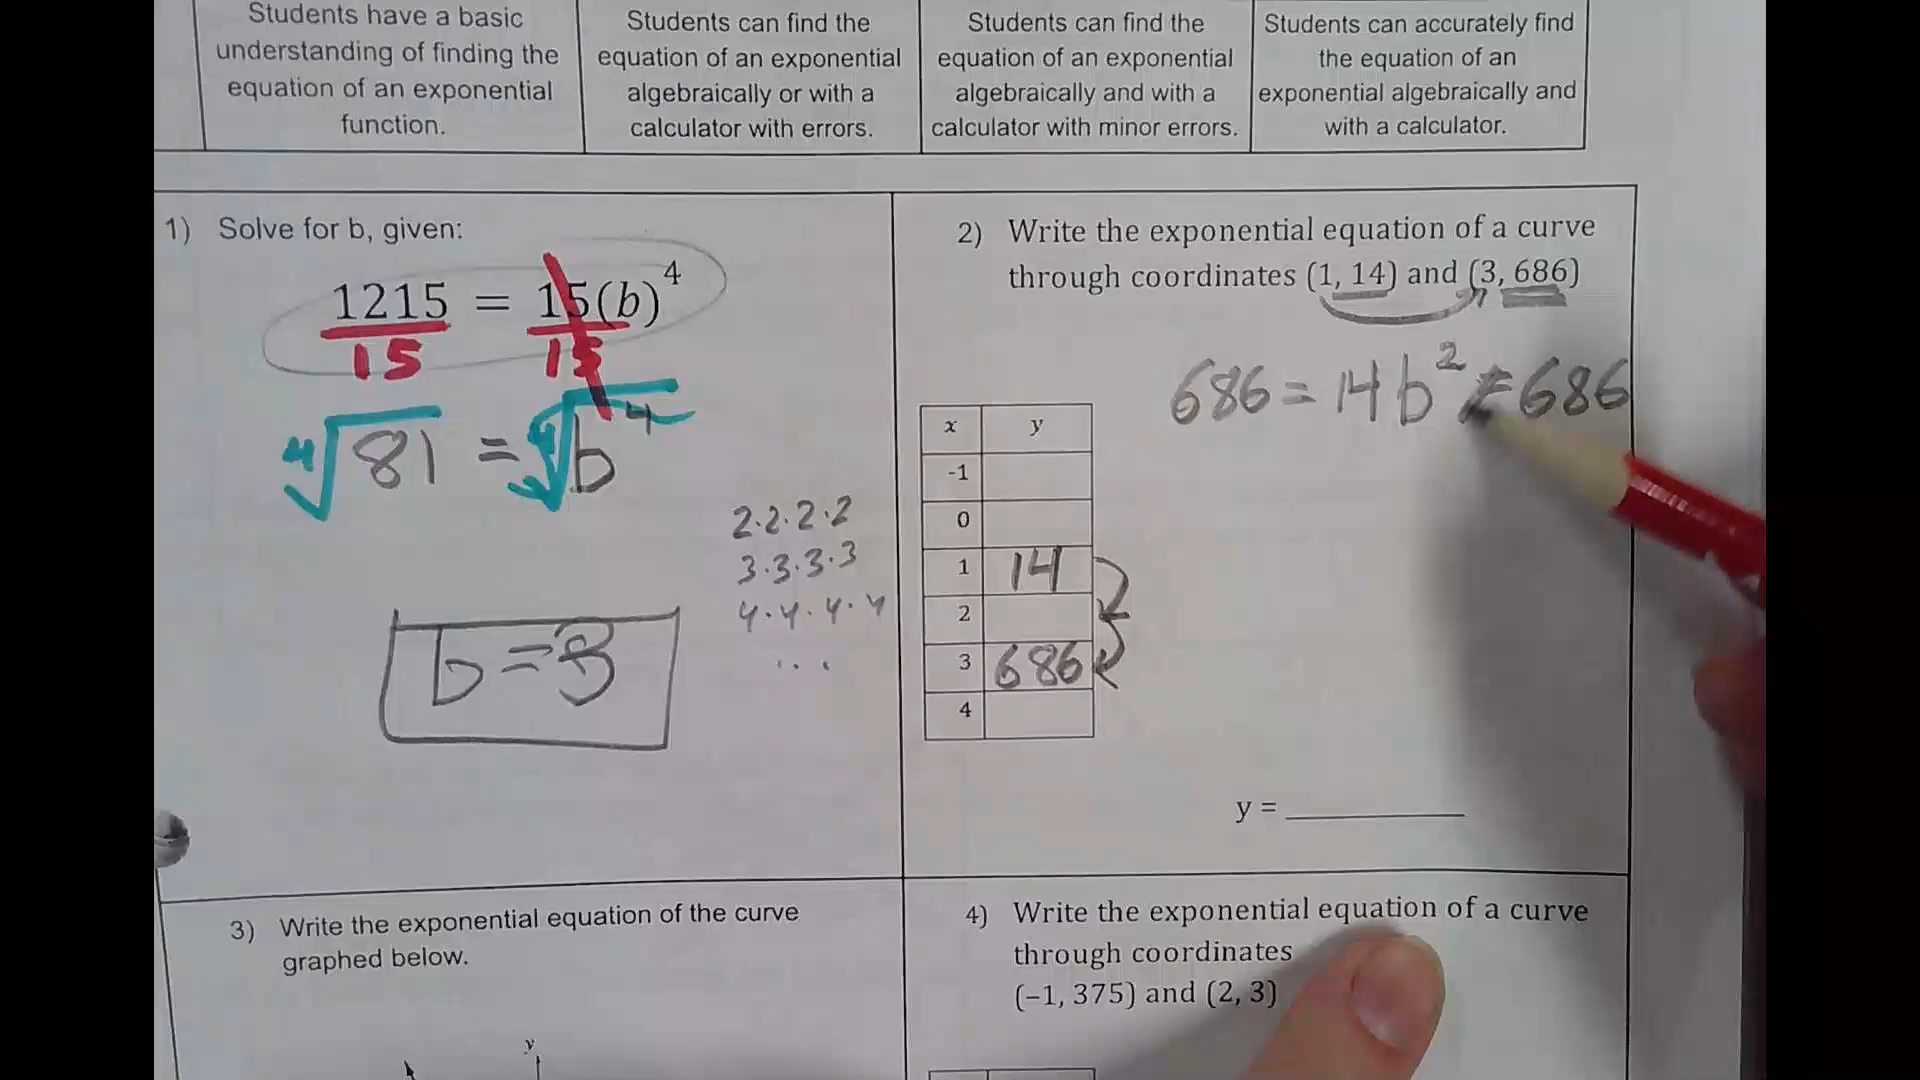 Students have a basic
understanding of finding the
equation of an exponential
function.
Students can find the
equation of an exponential
algebraically or with a
calculator with errors.
Students can find the
equation of an exponential
algebraically and with a
calculator with minor errors.
Students can accurately find
the equation of an
exponential algebraically and
with a calculator.
1) Solve for b, given:
1215 = 15(b)^4
15 15
⁴√81 = ⁴√b^4
2·2·2·2
3·3·3·3
4·4·4·4
...
b=3
2) Write the exponential equation of a curve
through coordinates (1, 14) and (3, 686)
686 = 14b² = 686
x y
-1
0
1 14
2
3 686
4
y =
3) Write the exponential equation of the curve
graphed below.
y
4) Write the exponential equation of a curve
through coordinates
(−1, 375) and (2, 3)